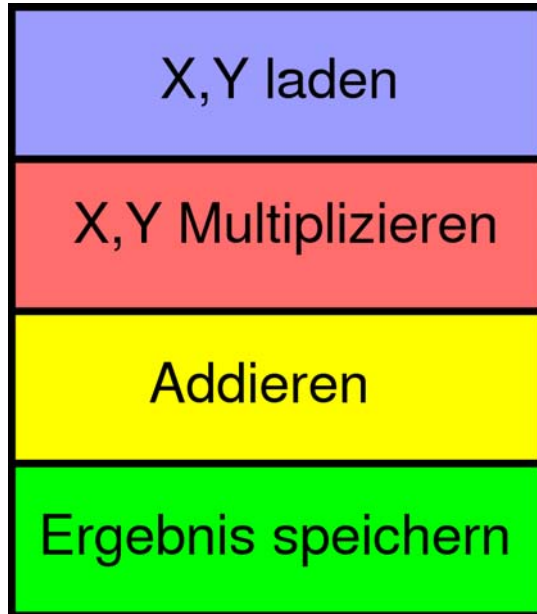 X,Y laden
X,Y Multiplizieren
Addieren
Ergebnis speichern